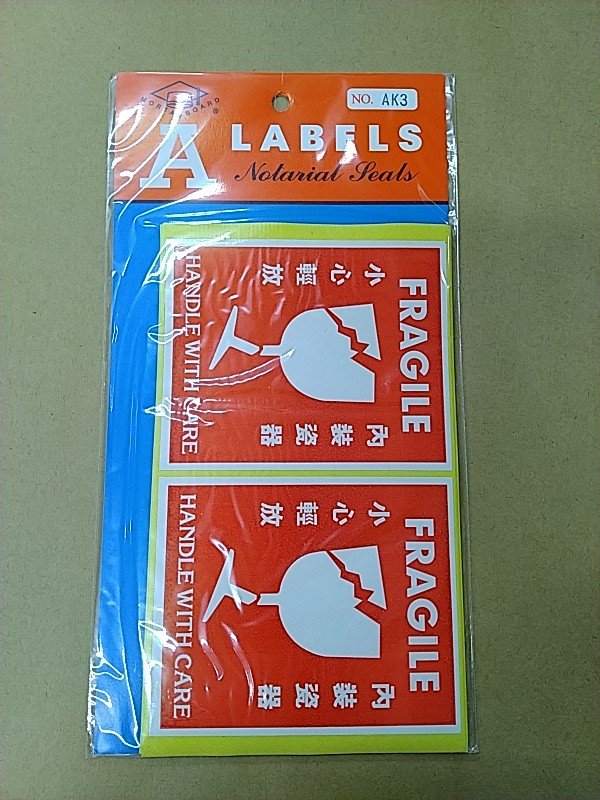 MORTARBOARD
®
NO. AK3
A LABELS
Notarial Seals
FRAGILE
小心輕放
內裝瓷器
HANDLE WITH CARE
FRAGILE
小心輕放
內裝瓷器
HANDLE WITH CARE